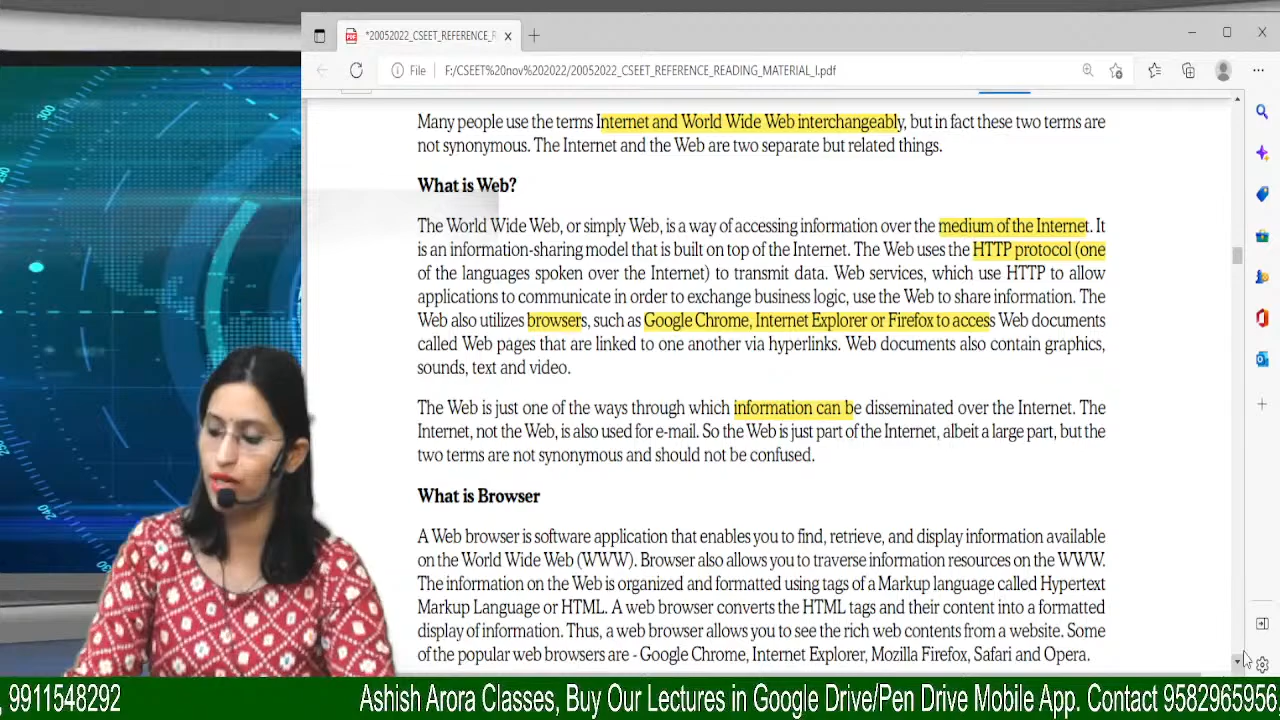 *20052022_CSEET_REFERENCE_R
File F:/CSEET%20nov%202022/20052022_CSEET_REFERENCE_READING_MATERIAL_I.pdf
Many people use the terms Internet and World Wide Web interchangeably, but in fact these two terms are
not synonymous. The Internet and the Web are two separate but related things.
What is Web?
The World Wide Web, or simply Web, is a way of accessing information over the medium of the Internet. It
is an information-sharing model that is built on top of the Internet. The Web uses the HTTP protocol (one
of the languages spoken over the Internet) to transmit data. Web services, which use HTTP to allow
applications to communicate in order to exchange business logic, use the Web to share information. The
Web also utilizes browsers, such as Google Chrome, Internet Explorer or Firefox to access Web documents
called Web pages that are linked to one another via hyperlinks. Web documents also contain graphics,
sounds, text and video.
The Web is just one of the ways through which information can be disseminated over the Internet. The
Internet, not the Web, is also used for e-mail. So the Web is just part of the Internet, albeit a large part, but the
two terms are not synonymous and should not be confused.
What is Browser
A Web browser is software application that enables you to find, retrieve, and display information available
on the World Wide Web (WWW). Browser also allows you to traverse information resources on the WWW.
The information on the Web is organized and formatted using tags of a Markup language called Hypertext
Markup Language or HTML. A web browser converts the HTML tags and their content into a formatted
display of information. Thus, a web browser allows you to see the rich web contents from a website. Some
of the popular web browsers are - Google Chrome, Internet Explorer, Mozilla Firefox, Safari and Opera.
300
240
, 9911548292 Ashish Arora Classes, Buy Our Lectures in Google Drive/Pen Drive Mobile App. Contact 9582965956